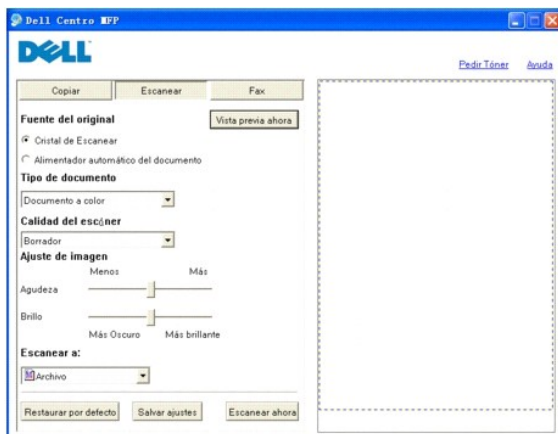 Dell Centro MFP
DELL
Pedir Tóner Ayuda
Copiar Escanear Fax
Fuente del original Vista previa ahora
Cristal de Escanear
Alimentador automático del documento
Tipo de documento
Documento a color
Calidad del escáner
Borrador
Ajuste de imagen
Menos Más
Agudeza
Brillo
Más Oscuro Más brillante
Escanear a:
Archivo
Restaurar por defecto Salvar ajustes Escanear ahora